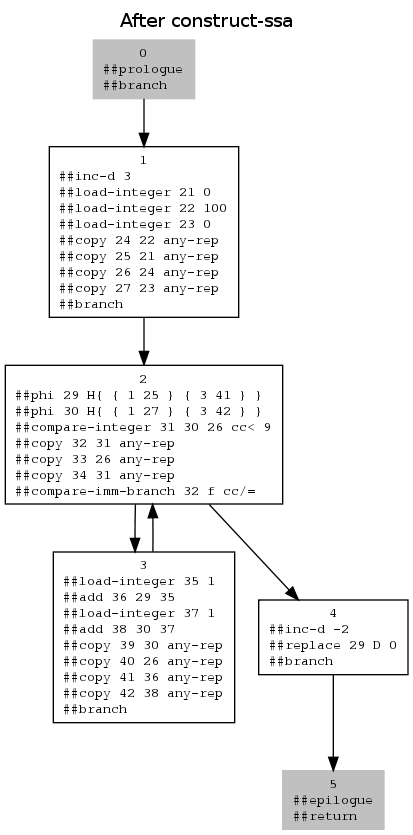 After construct-ssa
0
##prologue
##branch
1
##inc-d 3
##load-integer 21 0
##load-integer 22 100
##load-integer 23 0
##copy 24 22 any-rep
##copy 25 21 any-rep
##copy 26 24 any-rep
##copy 27 23 any-rep
##branch
2
##phi 29 H{ { 1 25 } { 3 41 } }
##phi 30 H{ { 1 27 } { 3 42 } }
##compare-integer 31 30 26 cc< 9
##copy 32 31 any-rep
##copy 33 26 any-rep
##copy 34 31 any-rep
##compare-imm-branch 32 f cc/=
3
##load-integer 35 1
##add 36 29 35
##load-integer 37 1
##add 38 30 37
##copy 39 30 any-rep
##copy 40 26 any-rep
##copy 41 36 any-rep
##copy 42 38 any-rep
##branch
4
##inc-d -2
##replace 29 D 0
##branch
5
##epilogue
##return